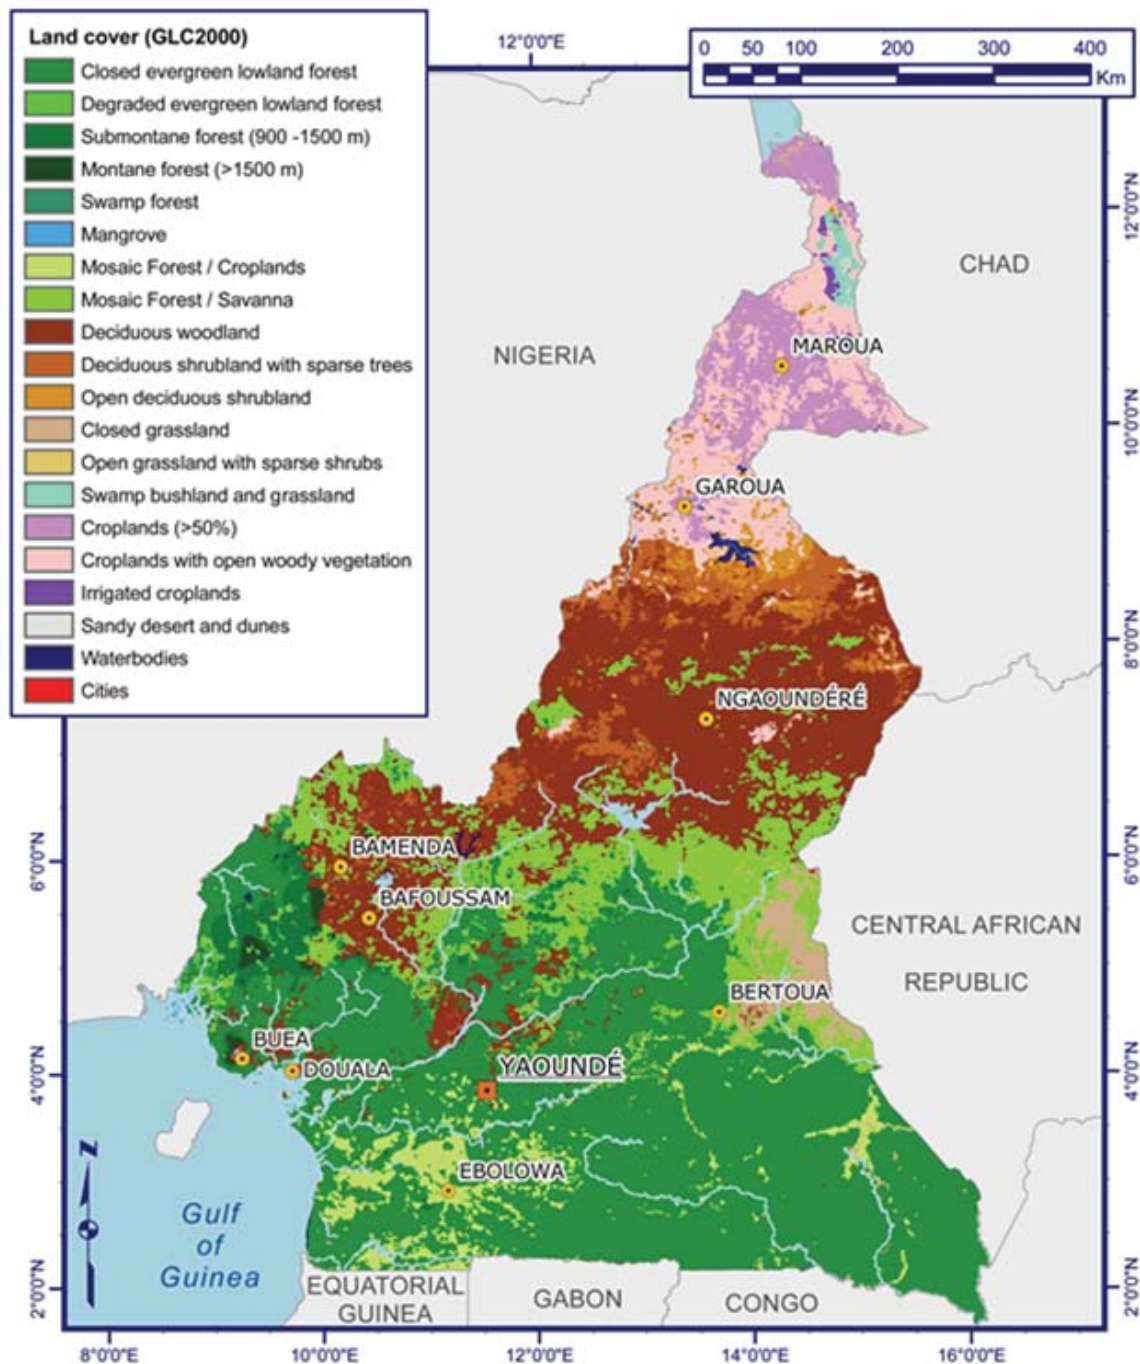 Land cover (GLC2000)
Closed evergreen lowland forest
Degraded evergreen lowland forest
Submontane forest (900 -1500 m)
Montane forest (>1500 m)
Swamp forest
Mangrove
Mosaic Forest / Croplands
Mosaic Forest / Savanna
Deciduous woodland
Deciduous shrubland with sparse trees
Open deciduous shrubland
Closed grassland
Open grassland with sparse shrubs
Swamp bushland and grassland
Croplands (>50%)
Croplands with open woody vegetation
Irrigated croplands
Sandy desert and dunes
Waterbodies
Cities
12°0'0"E
0 50 100 200 300 400
Km
12°0'0"N
CHAD
NIGERIA
MAROUA
10°0'0"N
GAROUA
8°0'0"N
NGAOUNDÉRÉ
6°0'0"N
6°0'0"N
BAMENDA
BAFOUSSAM
CENTRAL AFRICAN
REPUBLIC
BERTOUA
BUEA
DOUALA
YAOUNDÉ
4°0'0"N
4°0'0"N
EBOLOWA
N
Gulf
of
Guinea
2°0'0"N
2°0'0"N
EQUATORIAL
GUINEA
GABON
CONGO
8°0'0"E 10°0'0"E 12°0'0"E 14°0'0"E 16°0'0"E